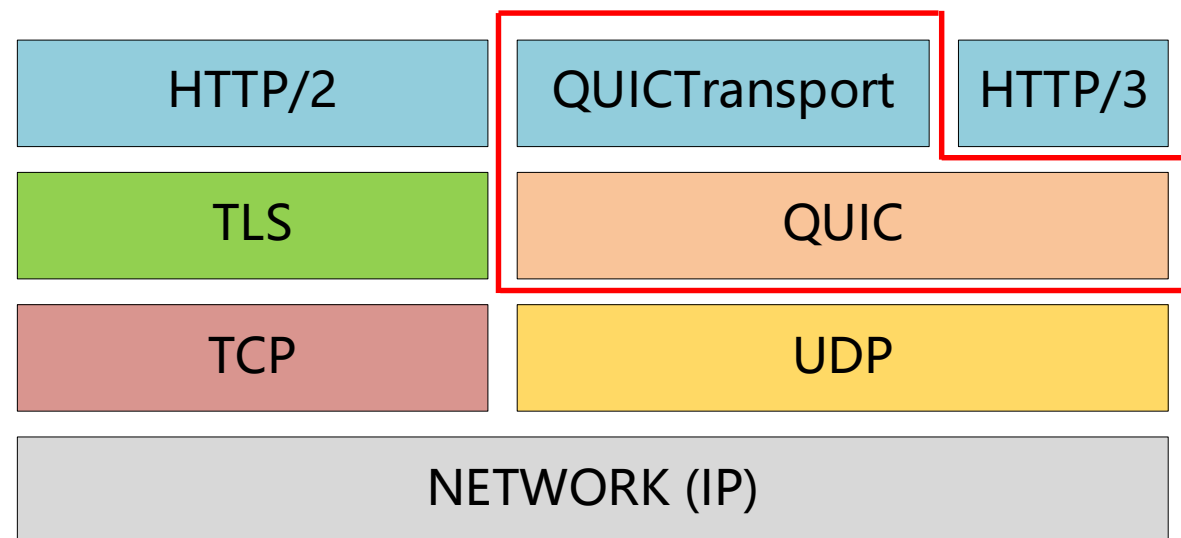 HTTP/2
QUICTransport
HTTP/3
TLS
QUIC
TCP
UDP
NETWORK (IP)